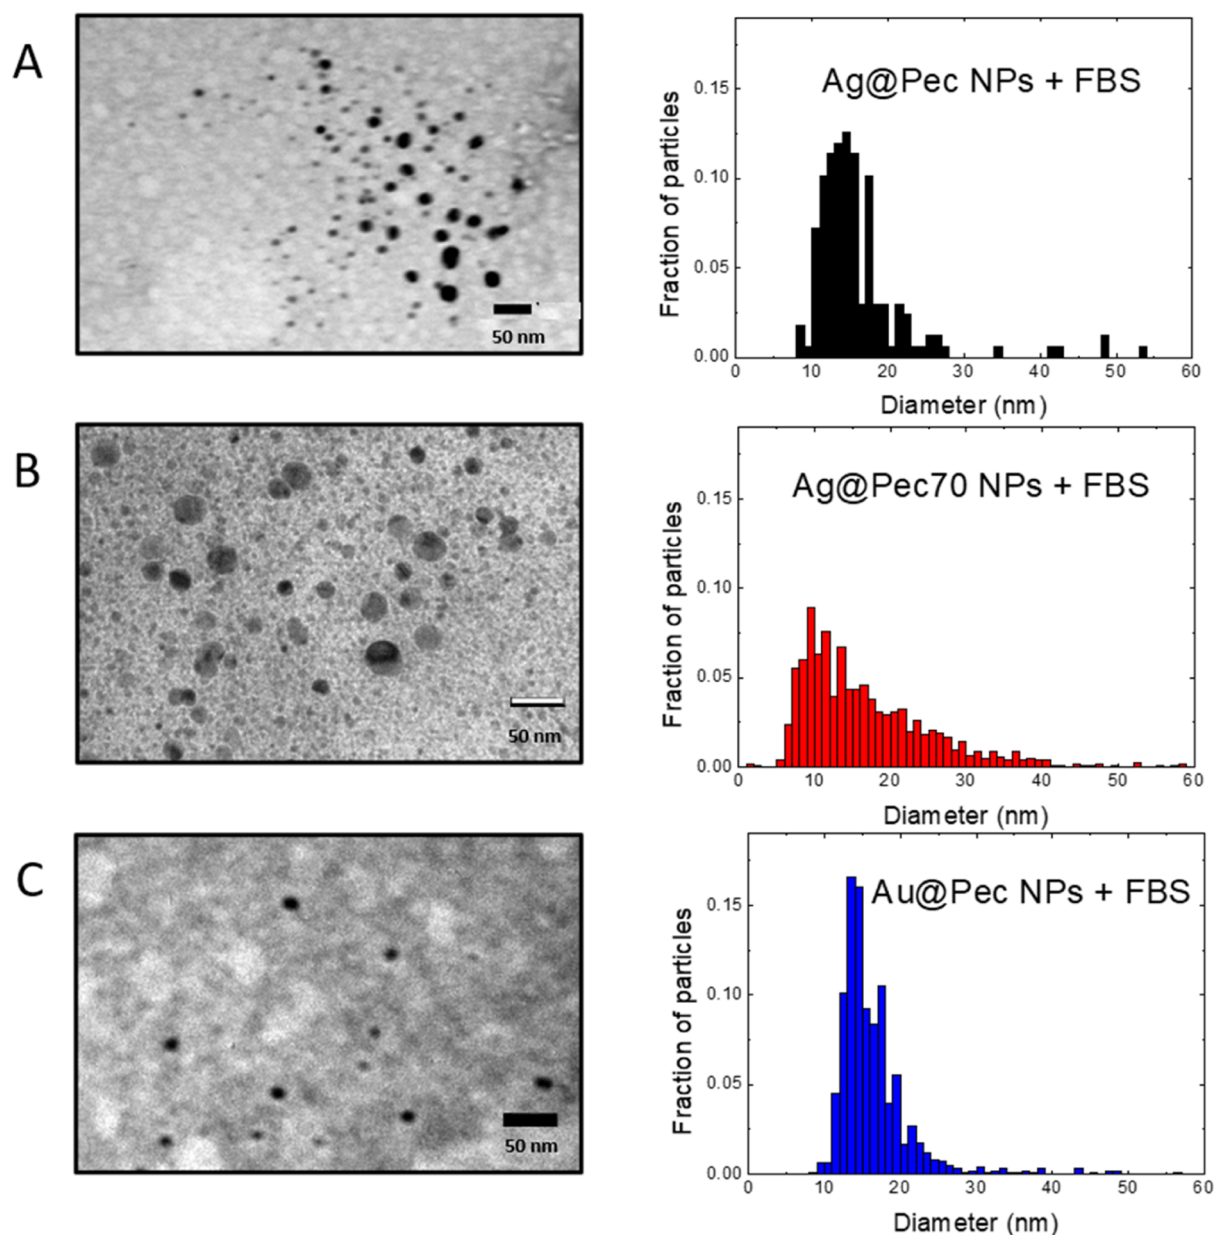 A
50 nm
Ag@Pec NPs + FBS
Fraction of particles
0.15
0.10
0.05
0.00
0 10 20 30 40 50 60
Diameter (nm)
B
50 nm
Ag@Pec70 NPs + FBS
Fraction of particles
0.15
0.10
0.05
0.00
0 10 20 30 40 50 60
Diameter (nm)
C
50 nm
Au@Pec NPs + FBS
Fraction of particles
0.15
0.10
0.05
0.00
0 10 20 30 40 50 60
Diameter (nm)